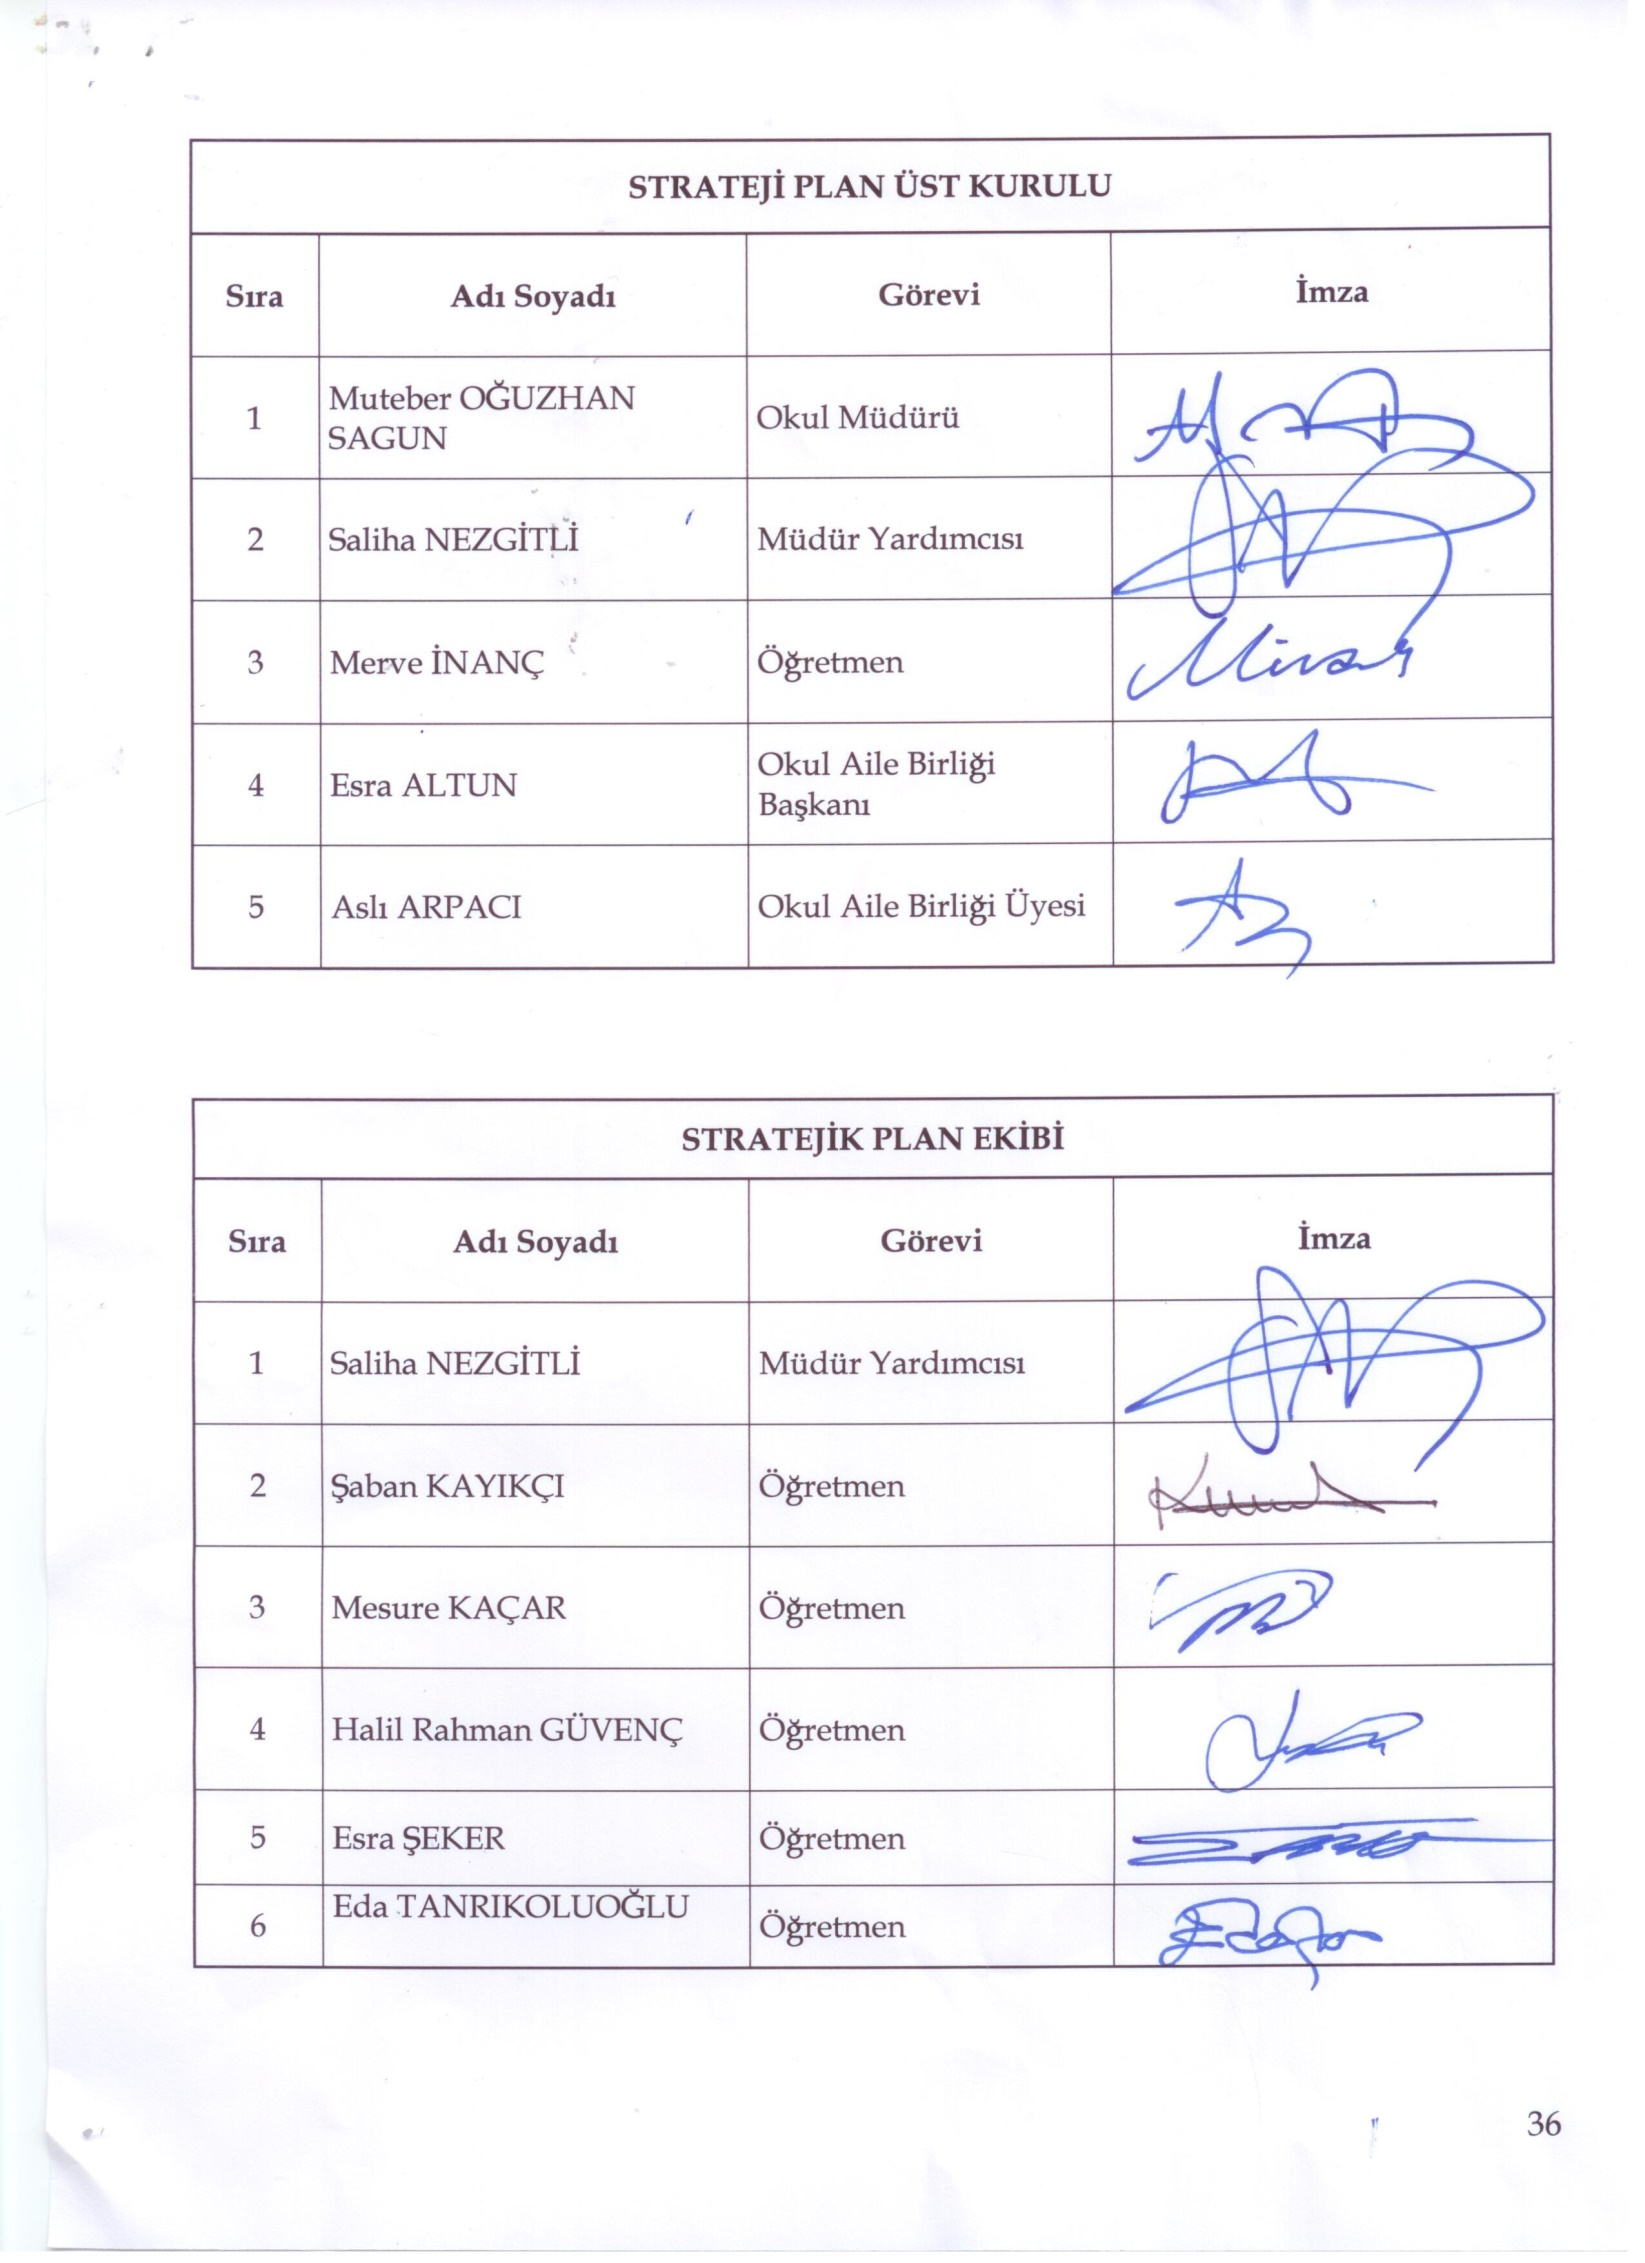 STRATEJİ PLAN ÜST KURULU
Sıra Adı Soyadı Görevi İmza
1 Muteber OĞUZHAN SAGUN Okul Müdürü
2 Saliha NEZGİTLİ Müdür Yardımcısı
3 Merve İNANÇ Öğretmen
4 Esra ALTUN Okul Aile Birliği Başkanı
5 Aslı ARPACI Okul Aile Birliği Üyesi
STRATEJİK PLAN EKİBİ
Sıra Adı Soyadı Görevi İmza
1 Saliha NEZGİTLİ Müdür Yardımcısı
2 Şaban KAYIKÇI Öğretmen
3 Mesure KAÇAR Öğretmen
4 Halil Rahman GÜVENÇ Öğretmen
5 Esra ŞEKER Öğretmen
6 Eda TANRIKOLUOĞLU Öğretmen
36